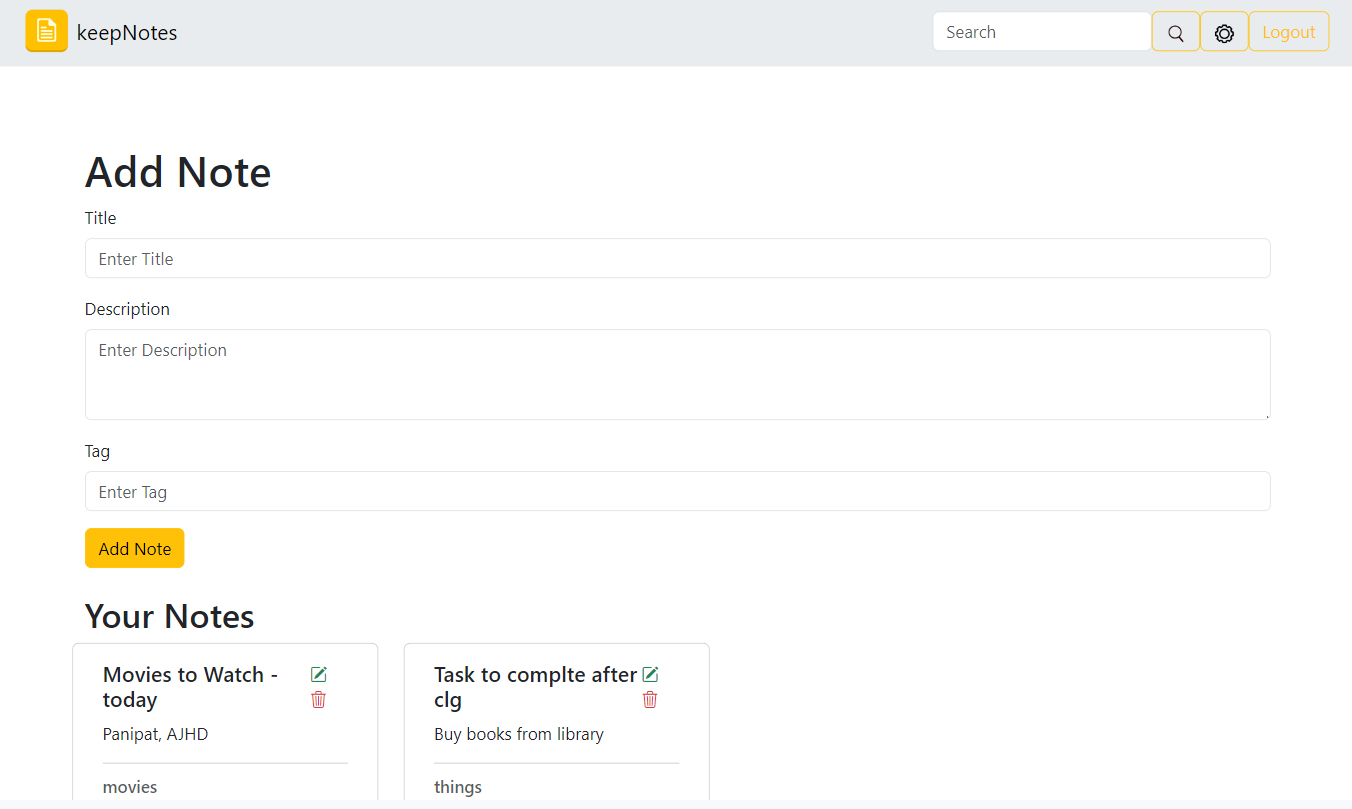 keepNotes
Search
Logout
Add Note
Title
Enter Title
Description
Enter Description
Tag
Enter Tag
Add Note
Your Notes
Movies to Watch -
today
Panipat, AJHD
movies
Task to complte after
clg
Buy books from library
things